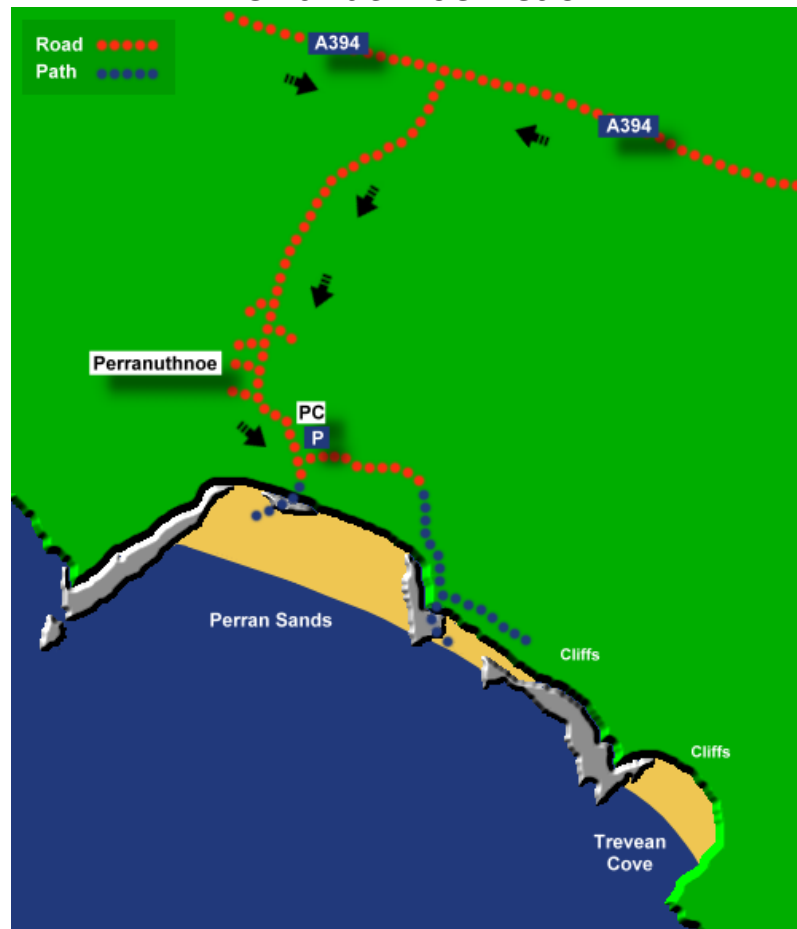 Road
Path
A394
A394
Perranuthnoe
PC
P
Perran Sands
Cliffs
Cliffs
Trevean
Cove